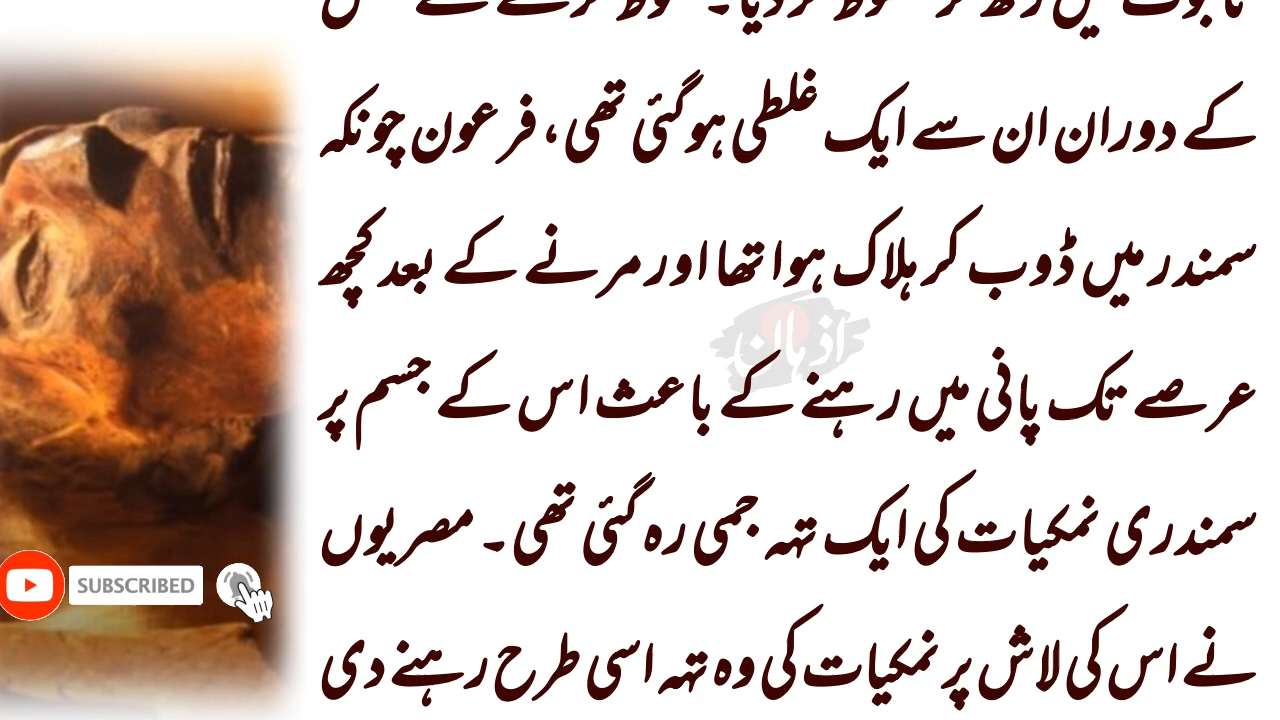 کے دوران ان سے ایک غلطی ہوگئی تھی، فرعون چونکہ
سمندر میں ڈوب کر ہلاک ہوا تھا اور مرنے کے بعد کچھ
عرصے تک پانی میں رہنے کے باعث اس کے جسم پر
سمندری نمکیات کی ایک تہہ جمی رہ گئی تھی۔ مصریوں
نے اس کی لاش پر نمکیات کی وہ تہہ اسی طرح رہنے دی
SUBSCRIBED